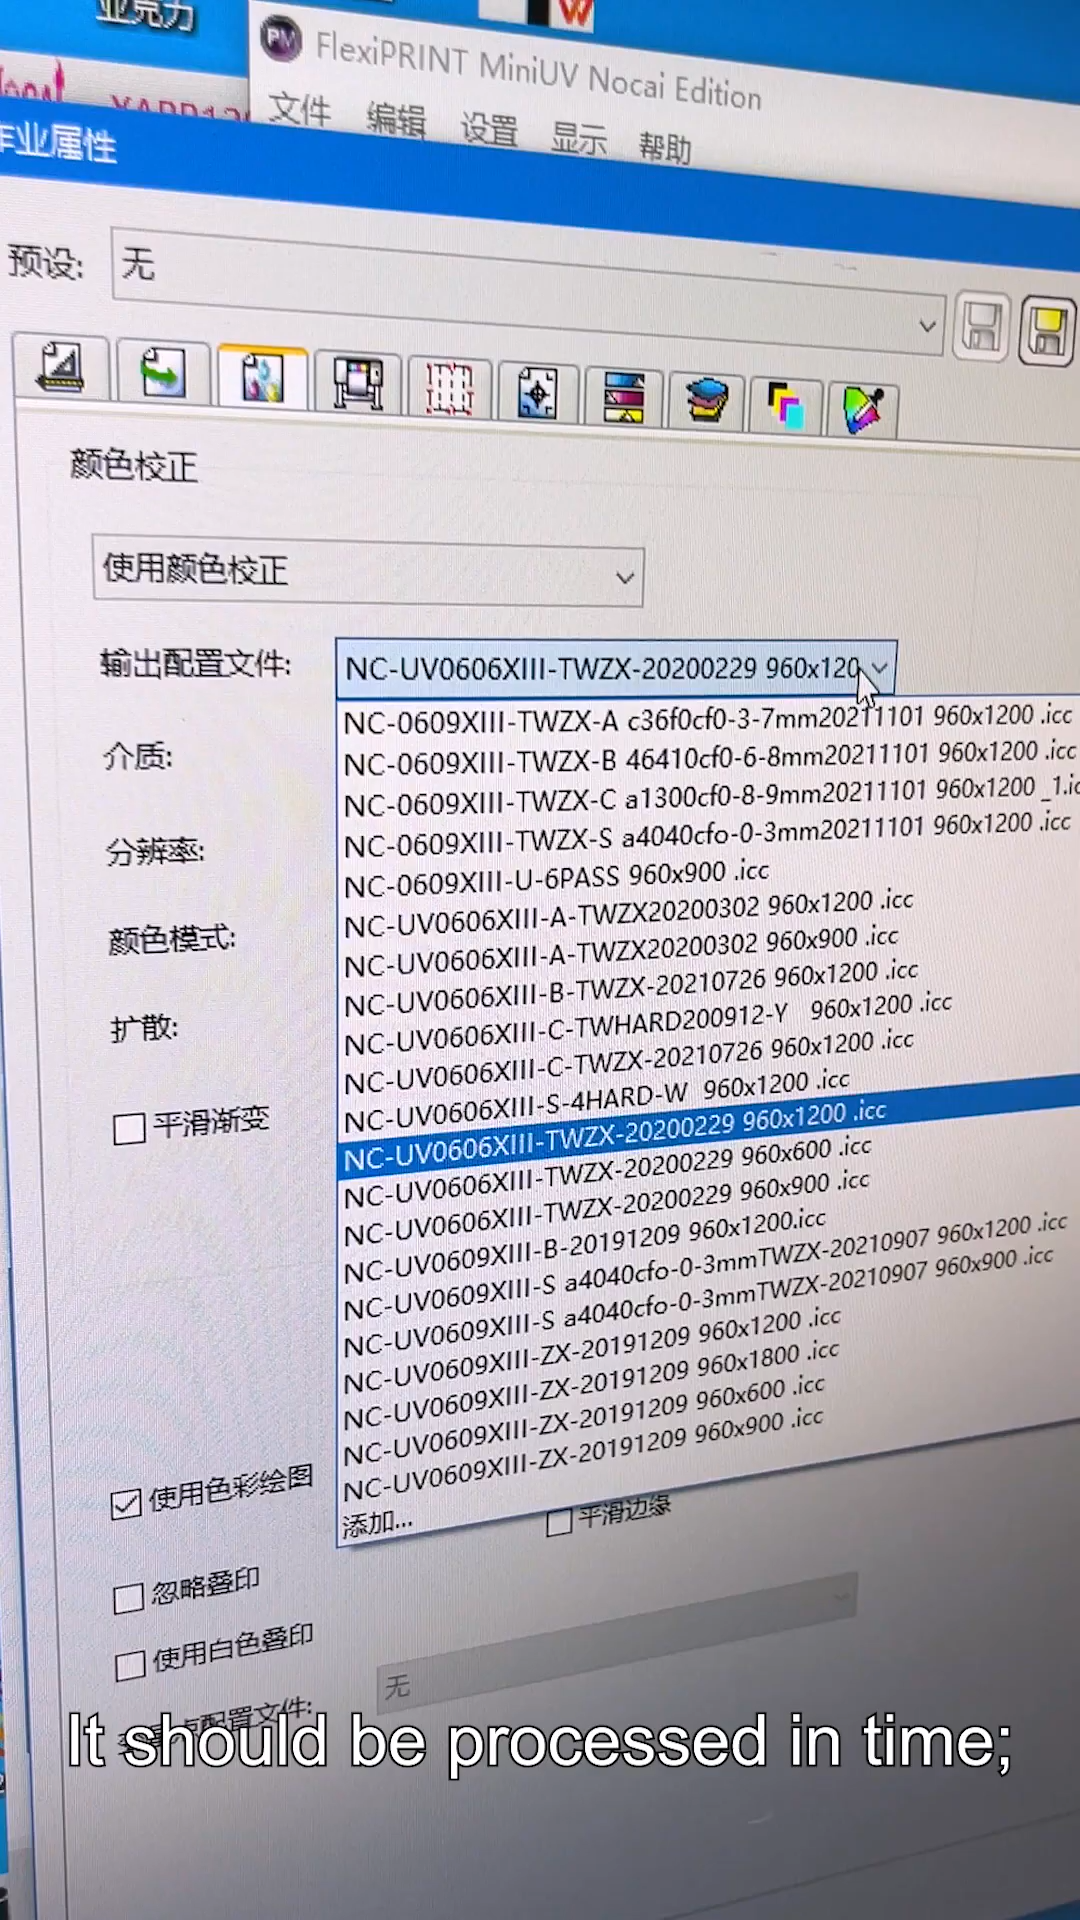 亚克力
W
PM FlexiPRINT MiniUV Nocai Edition
文件 编辑 设置 显示 帮助
作业属性
预设: 无
颜色校正
使用颜色校正
输出配置文件: NC-UV0606XIII-TWZX-20200229 960x120
介质:
分辨率:
颜色模式:
扩散:
平滑渐变
NC-0609XIII-TWZX-A c36f0cf0-3-7mm20211101 960x1200 .icc
NC-0609XIII-TWZX-B 46410cf0-6-8mm20211101 960x1200 .icc
NC-0609XIII-TWZX-C a1300cf0-8-9mm20211101 960x1200 _1.ic
NC-0609XIII-TWZX-S a4040cfo-0-3mm20211101 960x1200 .icc
NC-0609XIII-U-6PASS 960x900 .icc
NC-UV0606XIII-A-TWZX20200302 960x1200 .icc
NC-UV0606XIII-A-TWZX20200302 960x900 .icc
NC-UV0606XIII-B-TWZX-20210726 960x1200 .icc
NC-UV0606XIII-C-TWHARD200912-Y 960x1200 .icc
NC-UV0606XIII-C-TWZX-20210726 960x1200 .icc
NC-UV0606XIII-S-4HARD-W 960x1200 .icc
NC-UV0606XIII-TWZX-20200229 960x1200 .icc
NC-UV0606XIII-TWZX-20200229 960x600 .icc
NC-UV0606XIII-TWZX-20200229 960x900 .icc
NC-UV0609XIII-B-20191209 960x1200.icc
NC-UV0609XIII-S a4040cfo-0-3mmTWZX-20210907 960x1200 .icc
NC-UV0609XIII-S a4040cfo-0-3mmTWZX-20210907 960x900 .icc
NC-UV0609XIII-ZX-20191209 960x1200 .icc
NC-UV0609XIII-ZX-20191209 960x1800 .icc
NC-UV0609XIII-ZX-20191209 960x600 .icc
NC-UV0609XIII-ZX-20191209 960x900 .icc
添加...
使用色彩绘图
平滑边缘
忽略叠印
使用白色叠印
无
配置文件:
It should be processed in time;